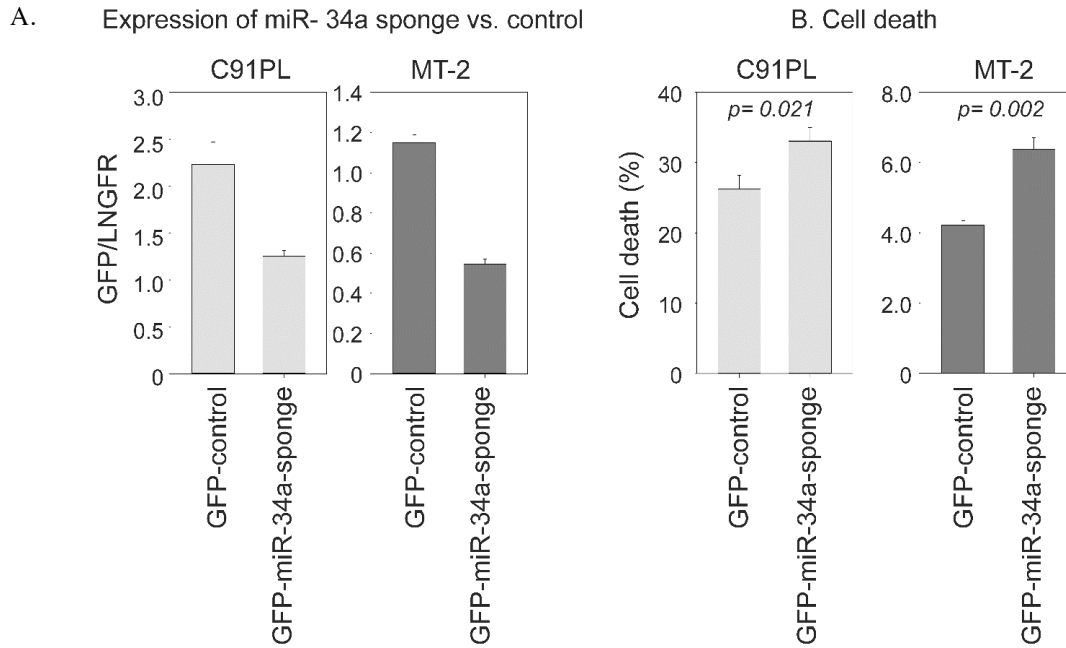 A.
Expression of miR- 34a sponge vs. control
C91PL
MT-2
GFP/LNGFR
3.0
2.5
2.0
1.5
1.0
0.5
0
1.4
1.2
1.0
0.8
0.6
0.4
0.2
0
GFP-control
GFP-miR-34a-sponge
GFP-control
GFP-miR-34a-sponge
B. Cell death
C91PL
MT-2
Cell death (%)
40
30
20
10
0
p= 0.021
8.0
6.0
4.0
2.0
0
p= 0.002
GFP-control
GFP-miR-34a-sponge
GFP-control
GFP-miR-34a-sponge